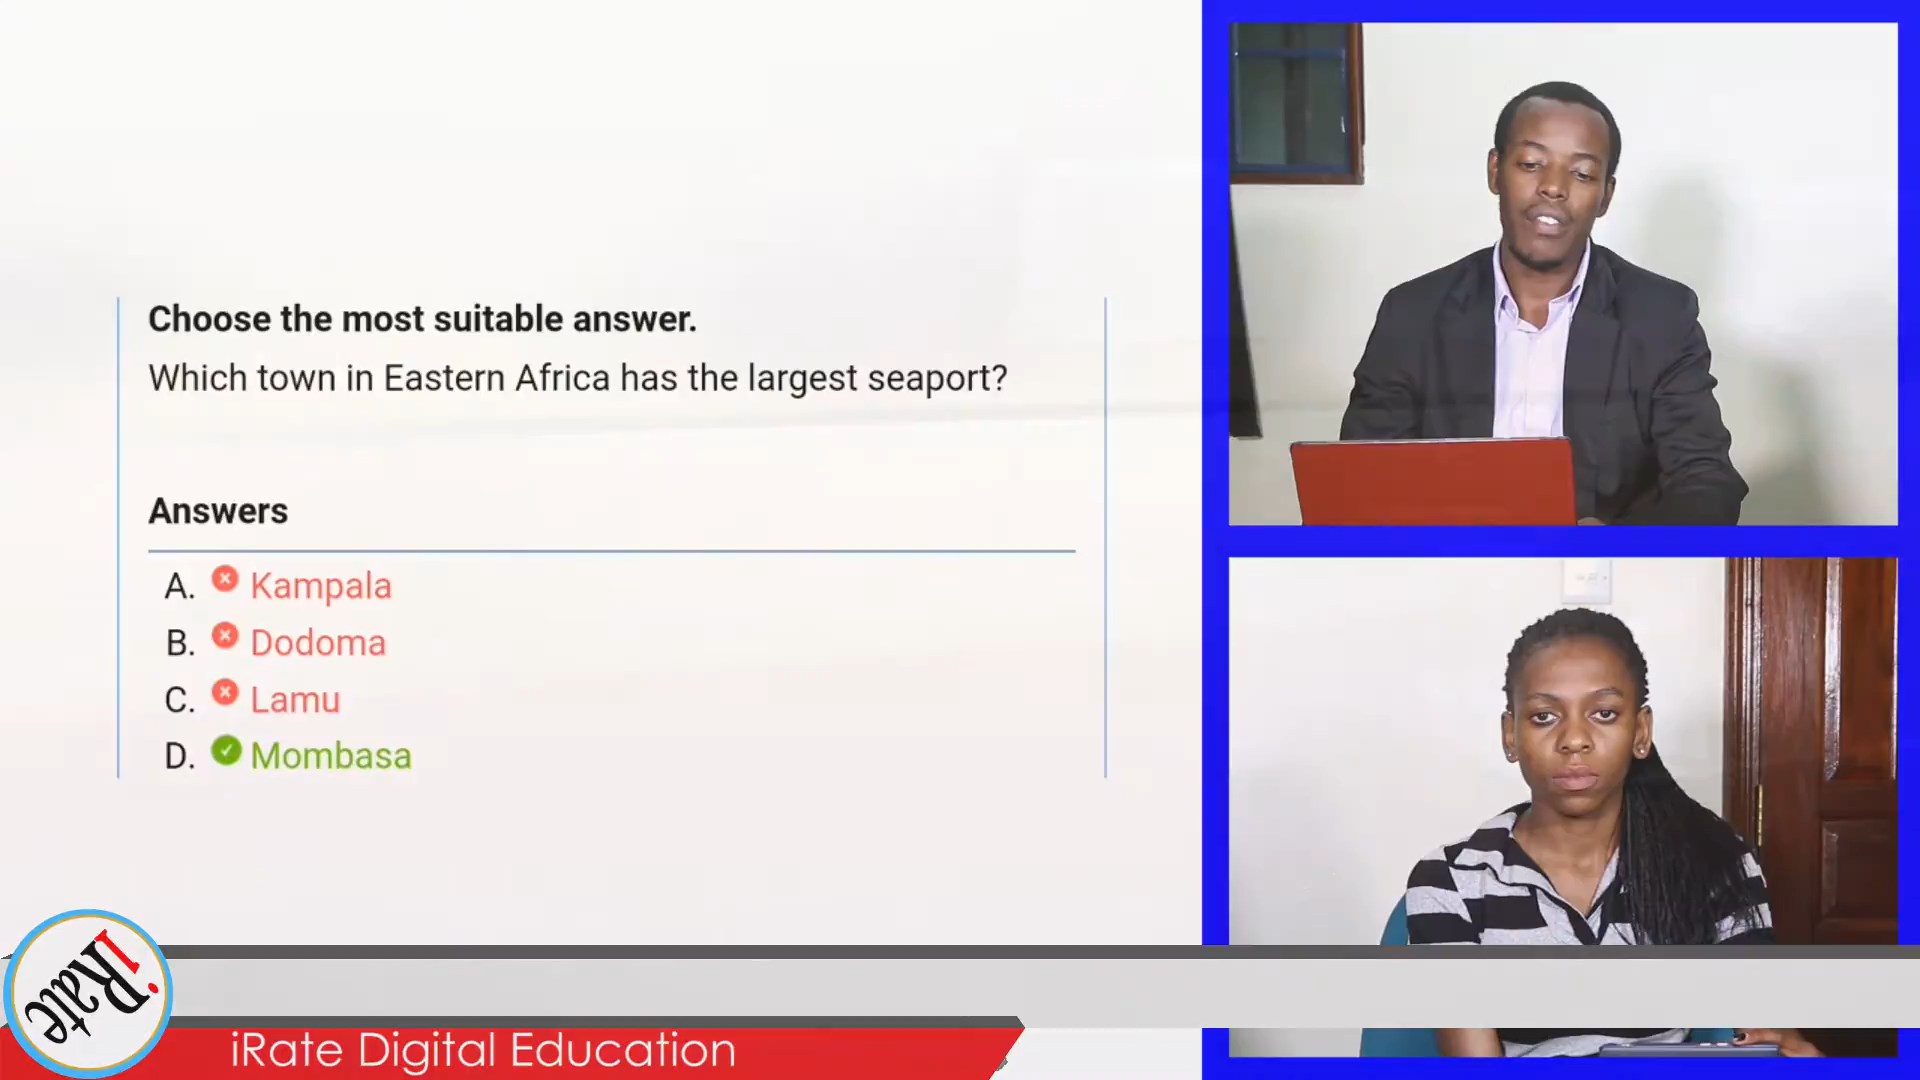 Choose the most suitable answer.
Which town in Eastern Africa has the largest seaport?
Answers
A. Kampala
B. Dodoma
C. Lamu
D. Mombasa
iRate
iRate Digital Education